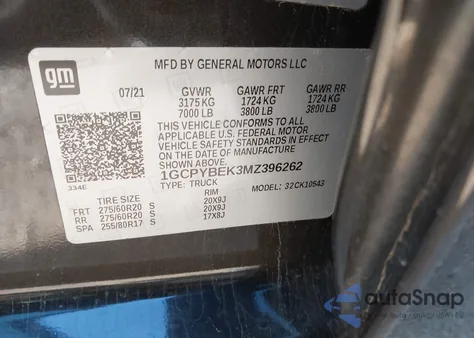 gm
MFD BY GENERAL MOTORS LLC
07/21 GVWR GAWR FRT GAWR RR
3175 KG 1724 KG 1724 KG
7000 LB 3800 LB 3800 LB
THIS VEHICLE CONFORMS TO ALL
APPLICABLE U.S. FEDERAL MOTOR
VEHICLE SAFETY STANDARDS IN
EFFECT ON THE DATE OF MANUFACTURE
SHOWN ABOVE.
1GCPYBEK3MZ396262
TYPE: TRUCK MODEL: 32CK10543
334E
TIRE SIZE RIM
FRT 275/60R20 S 20X9J
RR 275/60R20 S 20X9J
SPA 255/80R17 S 17X8J
autoSnap